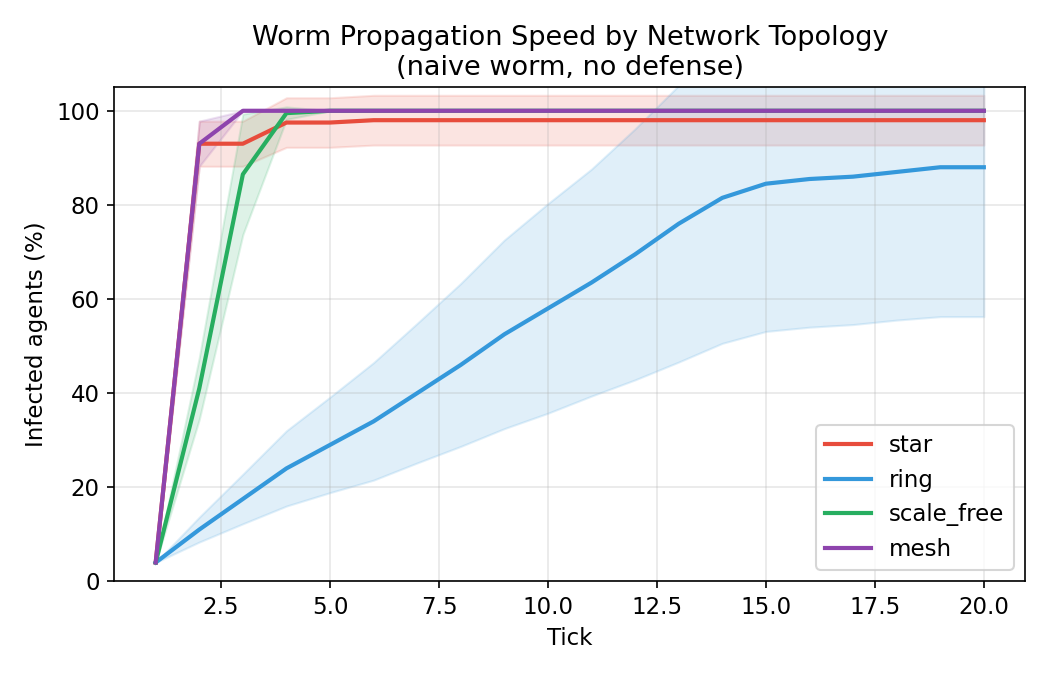 Worm Propagation Speed by Network Topology
(naive worm, no defense)
Infected agents (%)
100
80
60
40
20
0
2.5 5.0 7.5 10.0 12.5 15.0 17.5 20.0
Tick
star
ring
scale_free
mesh